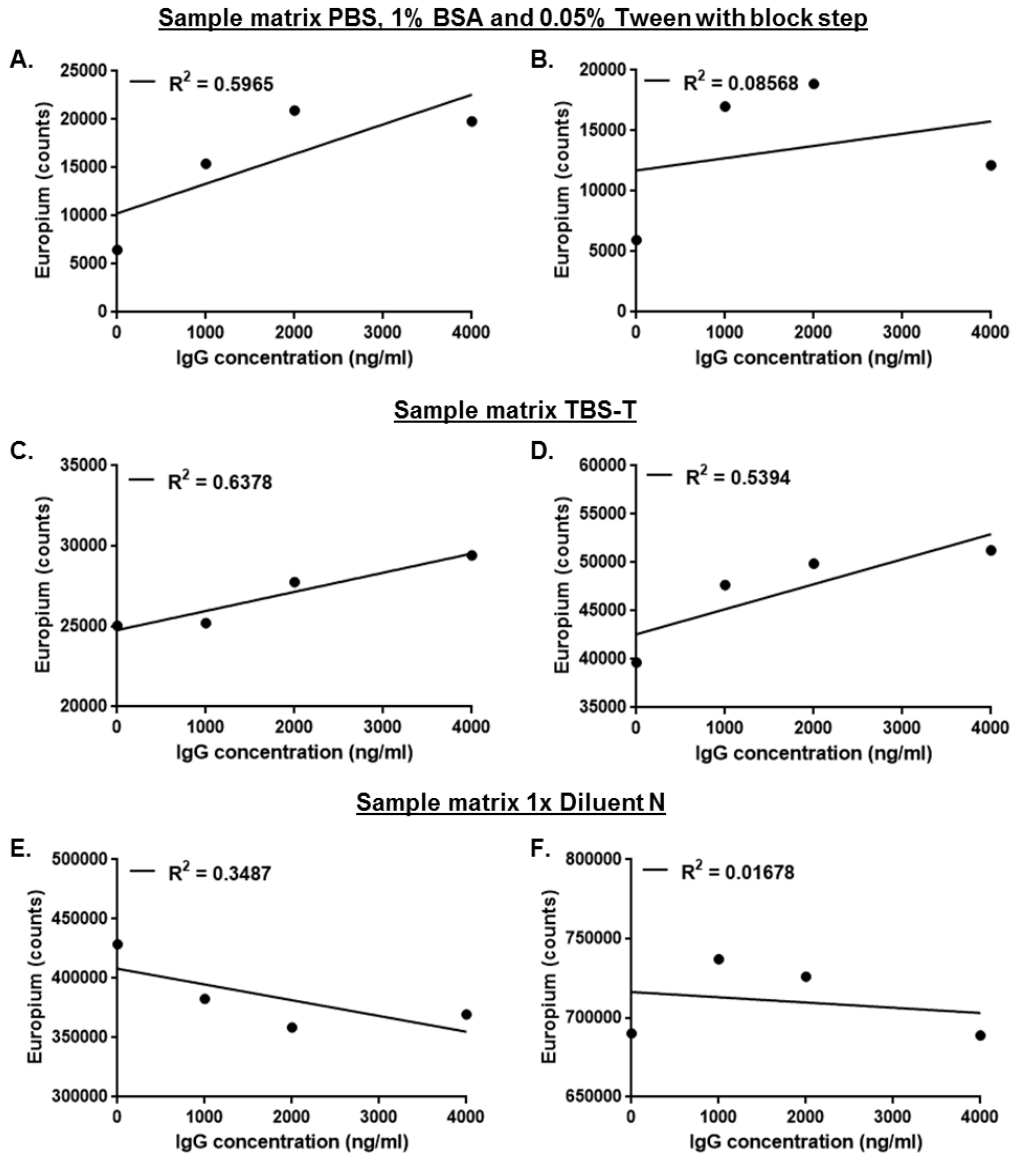 Sample matrix PBS, 1% BSA and 0.05% Tween with block step
A.
R² = 0.5965
25000
20000
15000
10000
5000
0
Europium (counts)
0 1000 2000 3000 4000
IgG concentration (ng/ml)
B.
R² = 0.08568
20000
15000
10000
5000
0
Europium (counts)
0 1000 2000 3000 4000
IgG concentration (ng/ml)
Sample matrix TBS-T
C.
R² = 0.6378
35000
30000
25000
20000
Europium (counts)
0 1000 2000 3000 4000
IgG concentration (ng/ml)
D.
R² = 0.5394
60000
55000
50000
45000
40000
35000
Europium (counts)
0 1000 2000 3000 4000
IgG concentration (ng/ml)
Sample matrix 1x Diluent N
E.
R² = 0.3487
500000
450000
400000
350000
300000
Europium (counts)
0 1000 2000 3000 4000
IgG concentration (ng/ml)
F.
R² = 0.01678
800000
750000
700000
650000
Europium (counts)
0 1000 2000 3000 4000
IgG concentration (ng/ml)